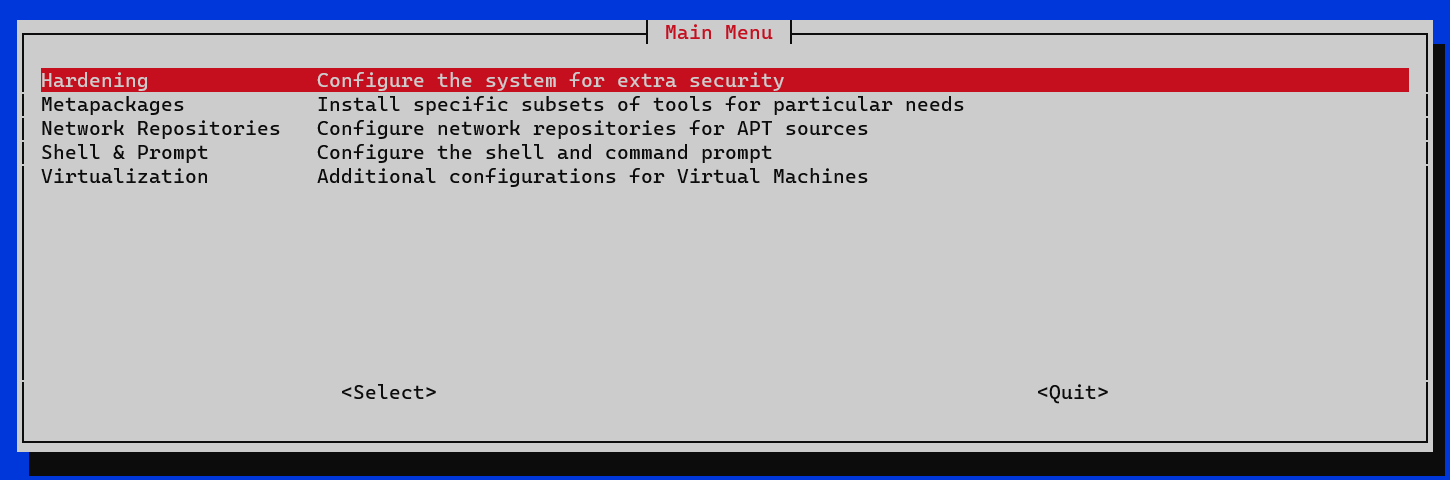 Main Menu
Hardening Configure the system for extra security
Metapackages Install specific subsets of tools for particular needs
Network Repositories Configure network repositories for APT sources
Shell & Prompt Configure the shell and command prompt
Virtualization Additional configurations for Virtual Machines
<Select> <Quit>